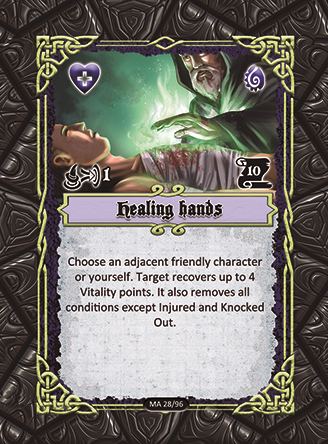 1
10
Healing hands
Choose an adjacent friendly character
or yourself. Target recovers up to 4
Vitality points. It also removes all
conditions except Injured and Knocked
Out.
MA 28/96